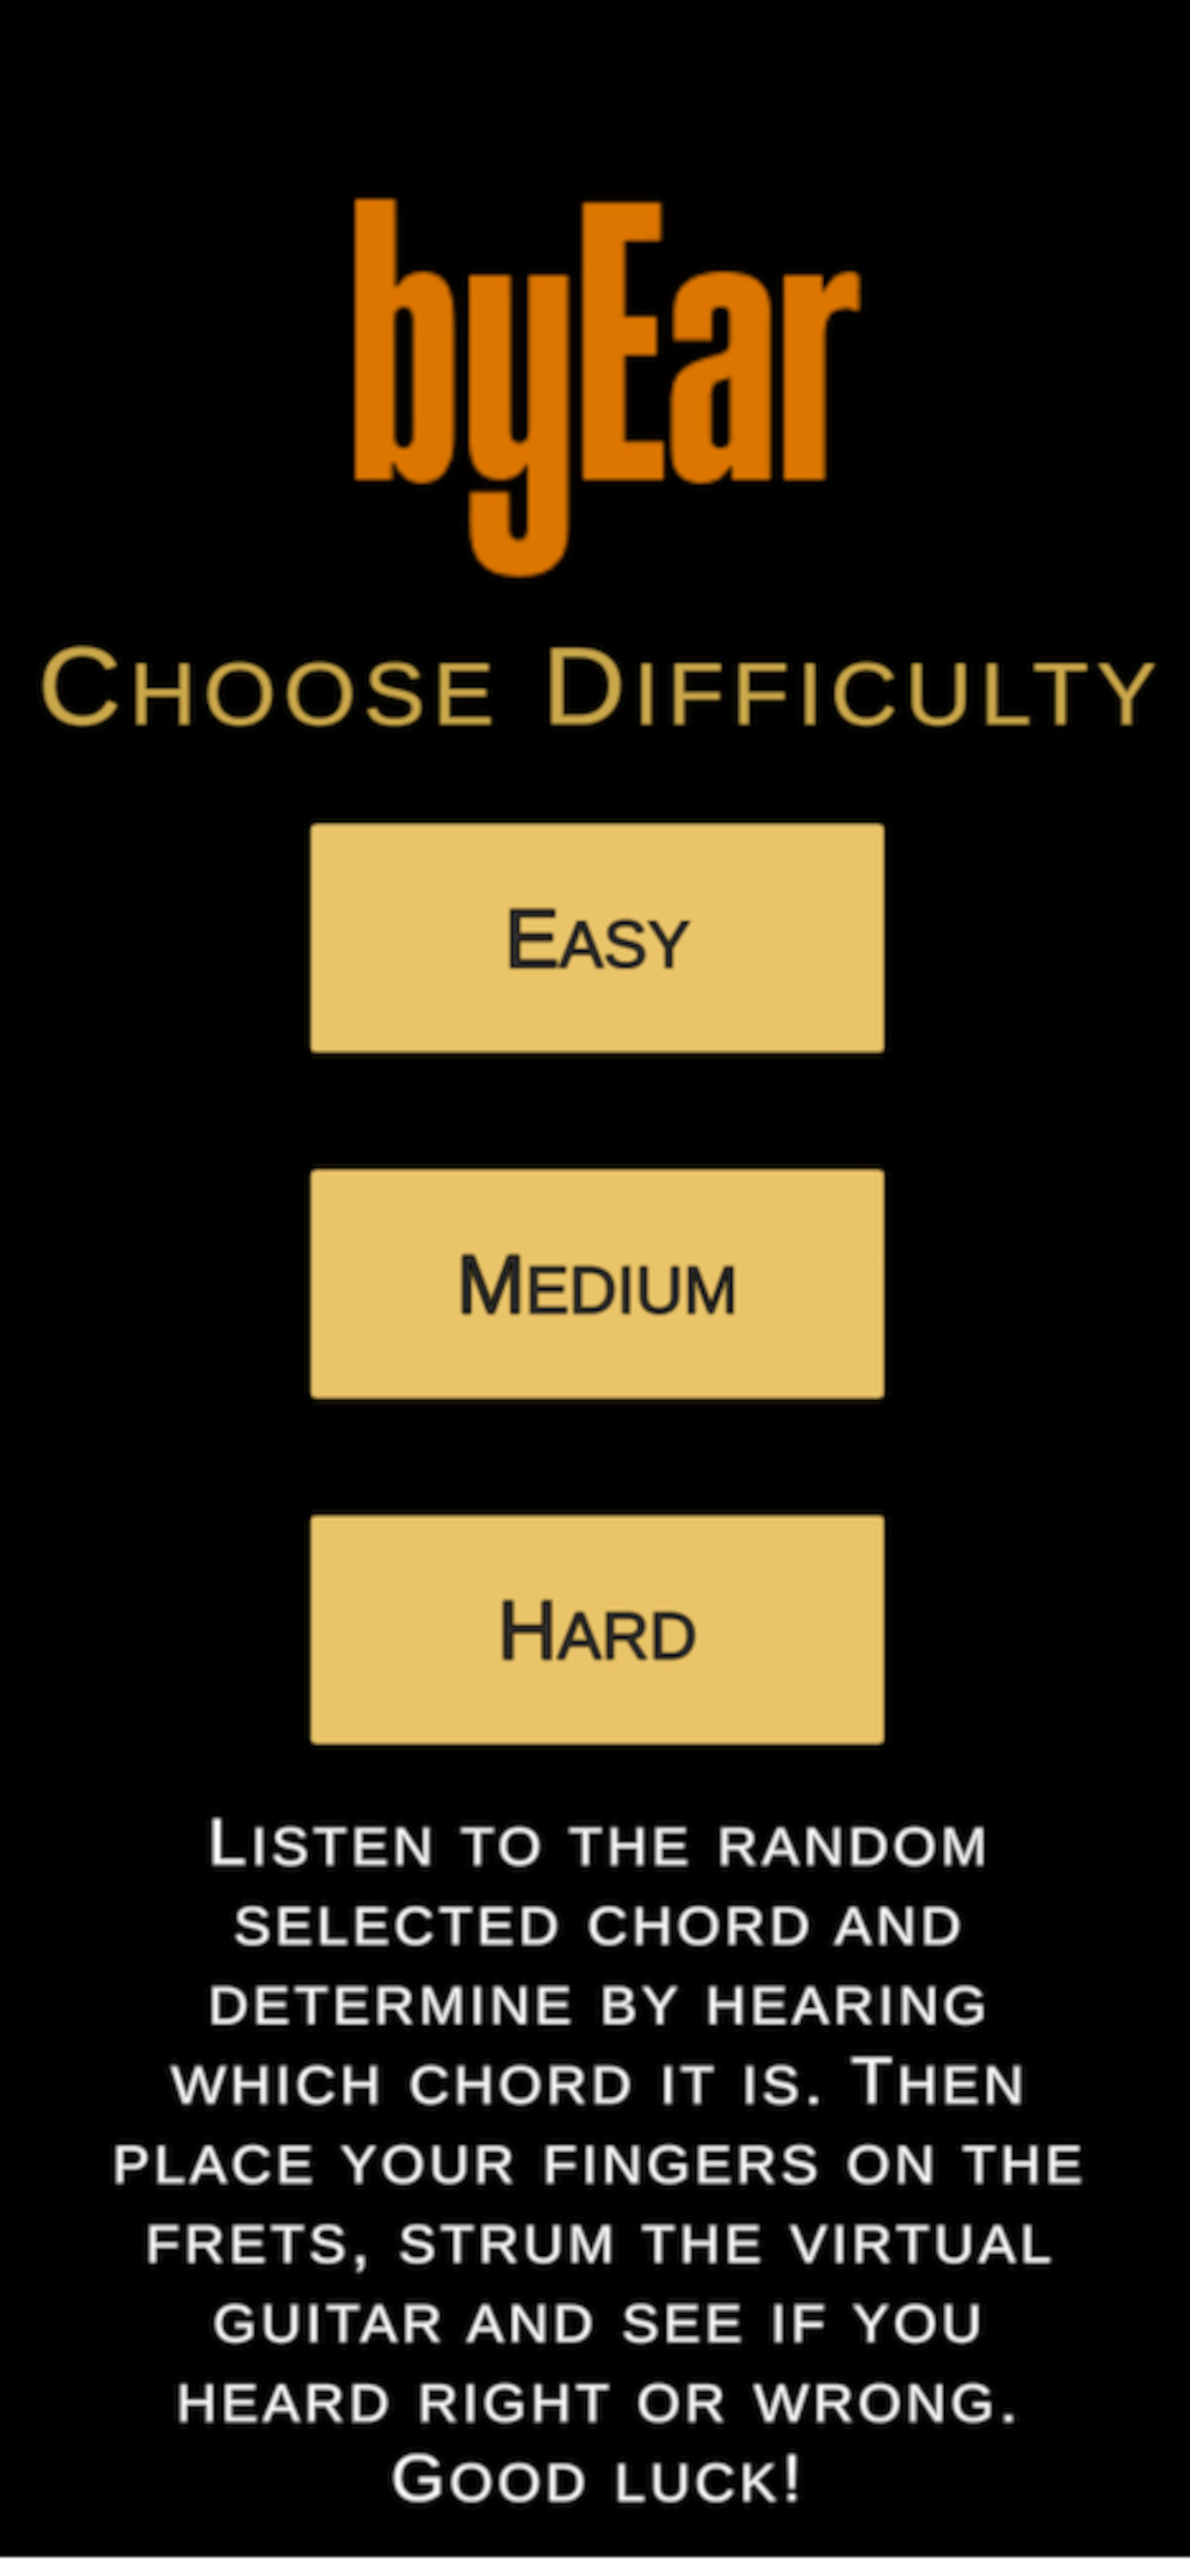 byEar
Choose Difficulty
Easy
Medium
Hard
Listen to the random
selected chord and
determine by hearing
which chord it is. Then
place your fingers on the
frets, strum the virtual
guitar and see if you
heard right or wrong.
Good luck!